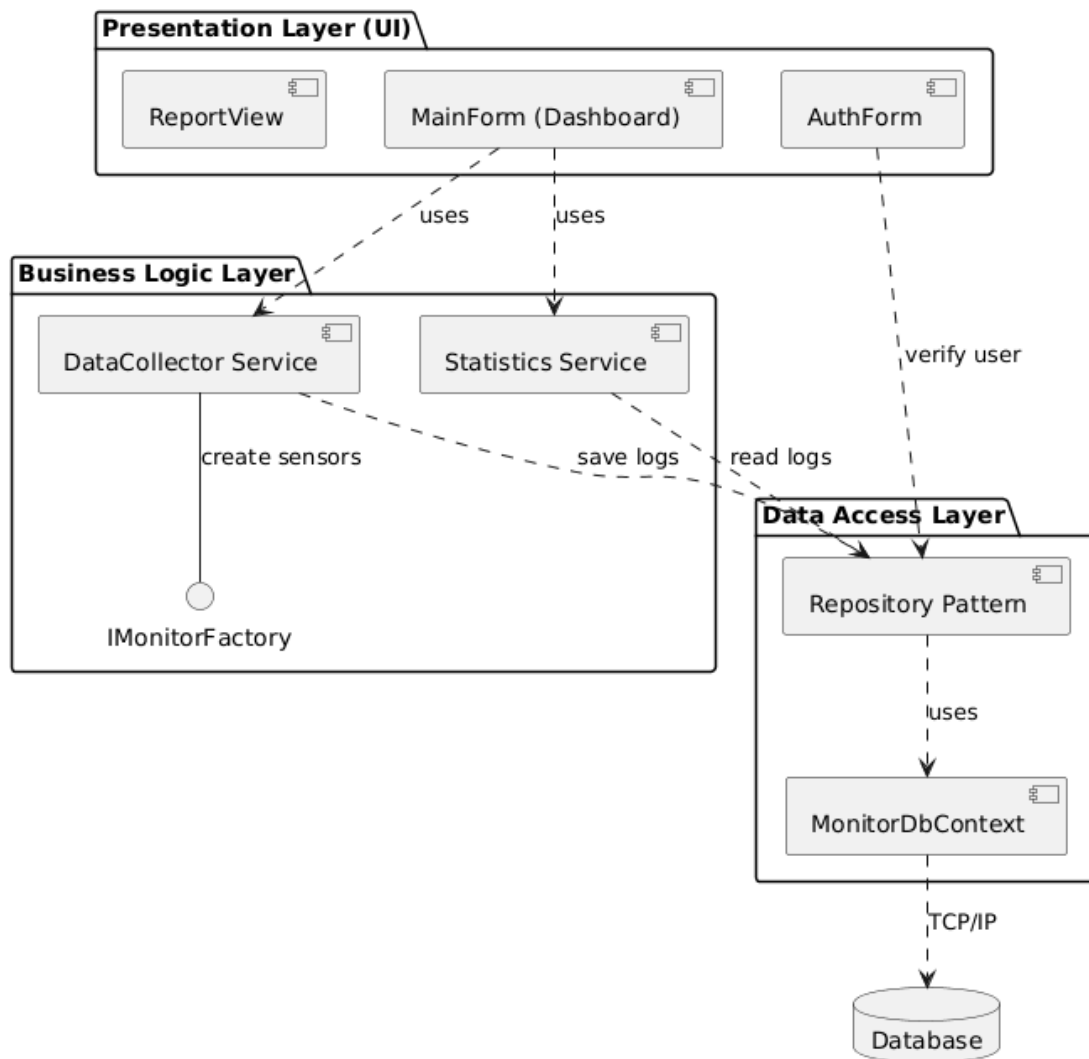 Presentation Layer (UI)
ReportView
MainForm (Dashboard)
AuthForm
uses
uses
Business Logic Layer
DataCollector Service
Statistics Service
verify user
create sensors
save logs
read logs
Data Access Layer
Repository Pattern
IMonitorFactory
uses
MonitorDbContext
TCP/IP
Database